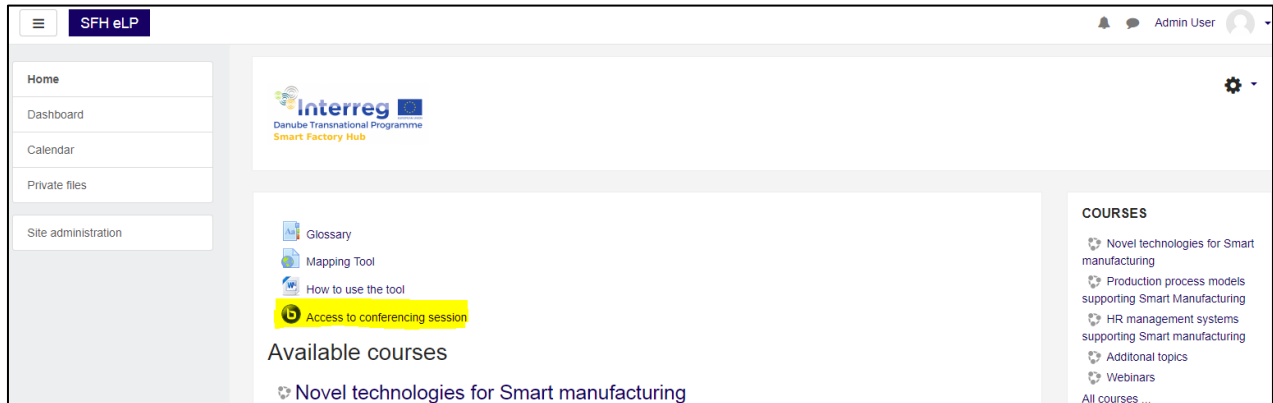 SFH eLP
Admin User
Home
Dashboard
Calendar
Private files
Site administration
Interreg
Danube Transnational Programme
Smart Factory Hub
Glossary
Mapping Tool
How to use the tool
Access to conferencing session
Available courses
Novel technologies for Smart manufacturing
COURSES
Novel technologies for Smart
manufacturing
Production process models
supporting Smart Manufacturing
HR management systems
supporting Smart manufacturing
Additonal topics
Webinars
All courses ...